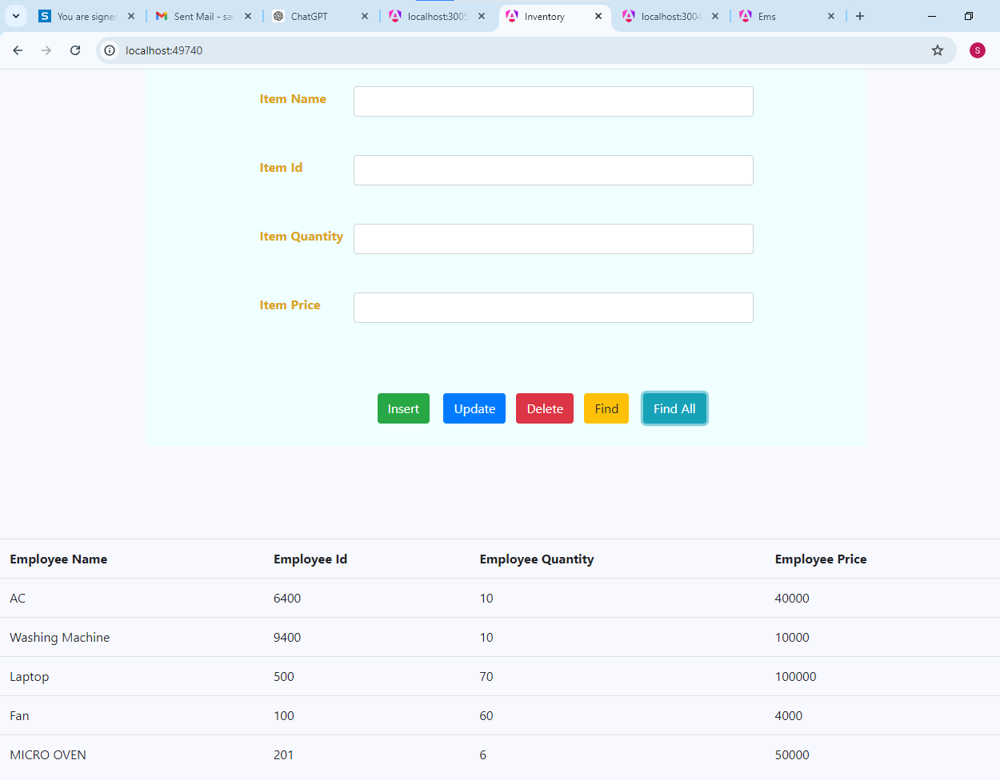 You are signe
Sent Mail - sa
ChatGPT
localhost:3005
Inventory
localhost:3004
Ems
localhost:49740
S
Item Name
Item Id
Item Quantity
Item Price
Insert Update Delete Find Find All
Employee Name Employee Id Employee Quantity Employee Price
AC 6400 10 40000
Washing Machine 9400 10 10000
Laptop 500 70 100000
Fan 100 60 4000
MICRO OVEN 201 6 50000